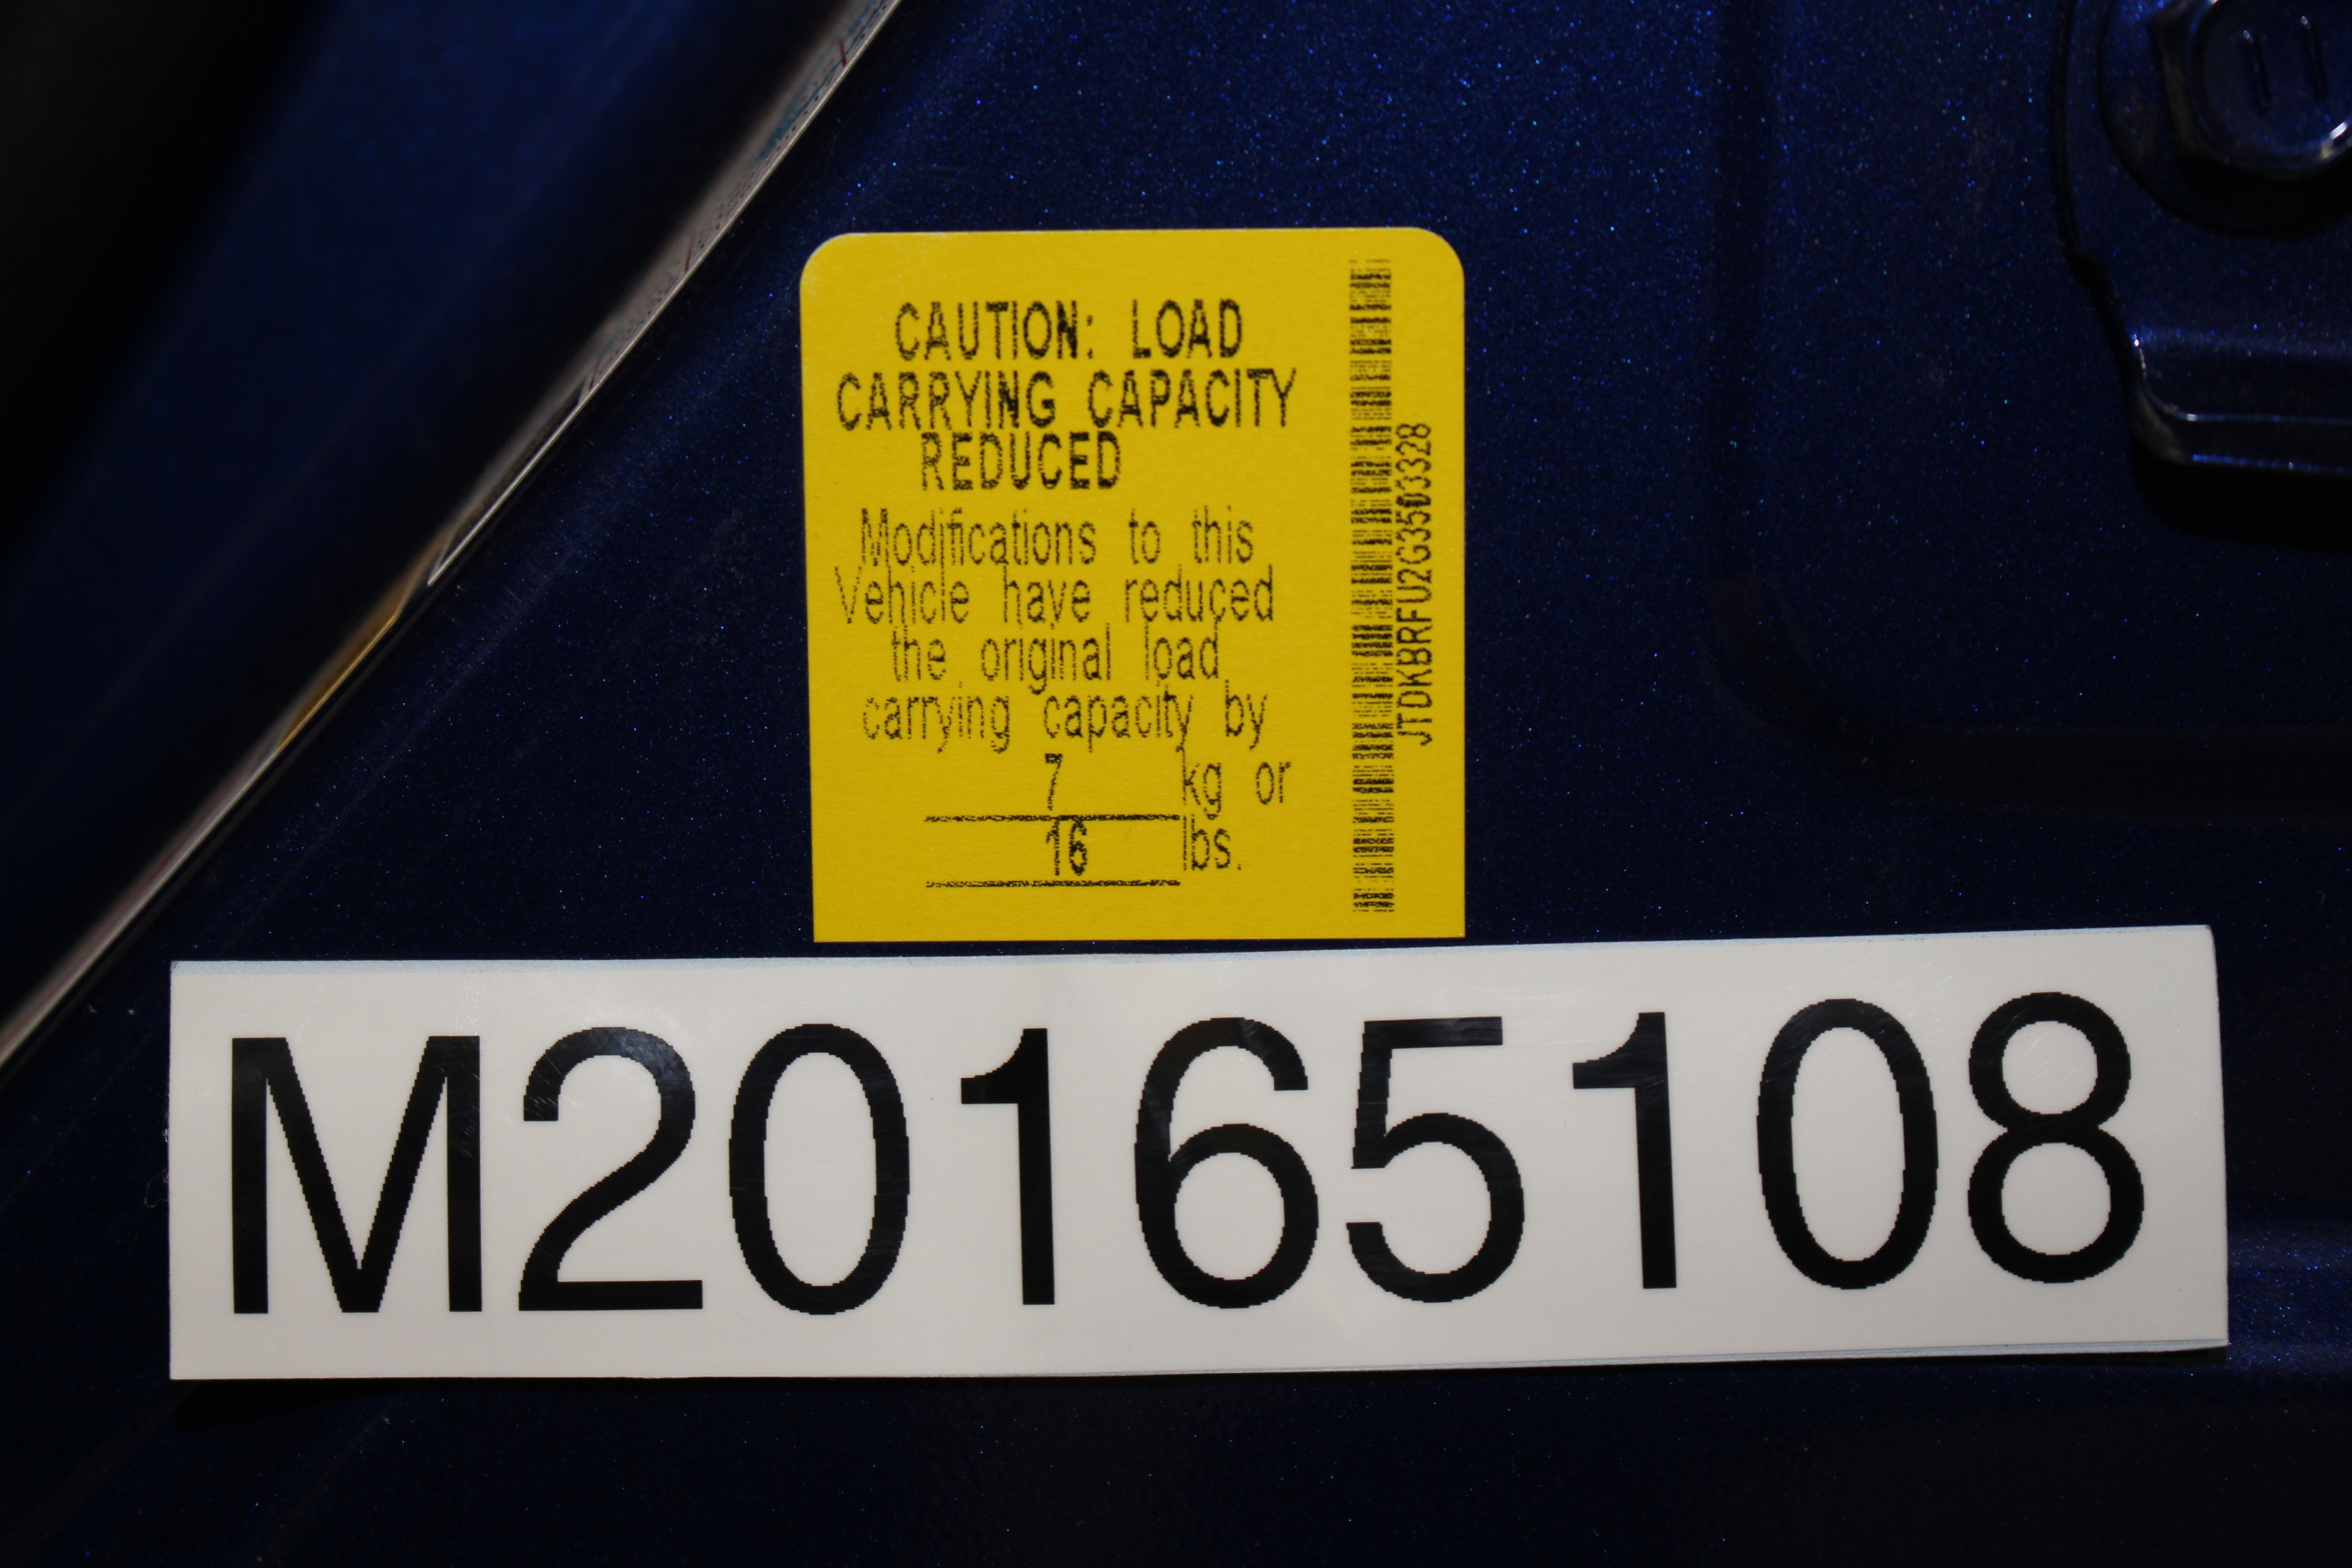 CAUTION: LOAD
CARRYING CAPACITY
REDUCED
Modifications to this
Vehicle have reduced
the original load
carrying capacity by
7 kg or
16 lbs.
JTDKBRFU2G3503328
M20165108